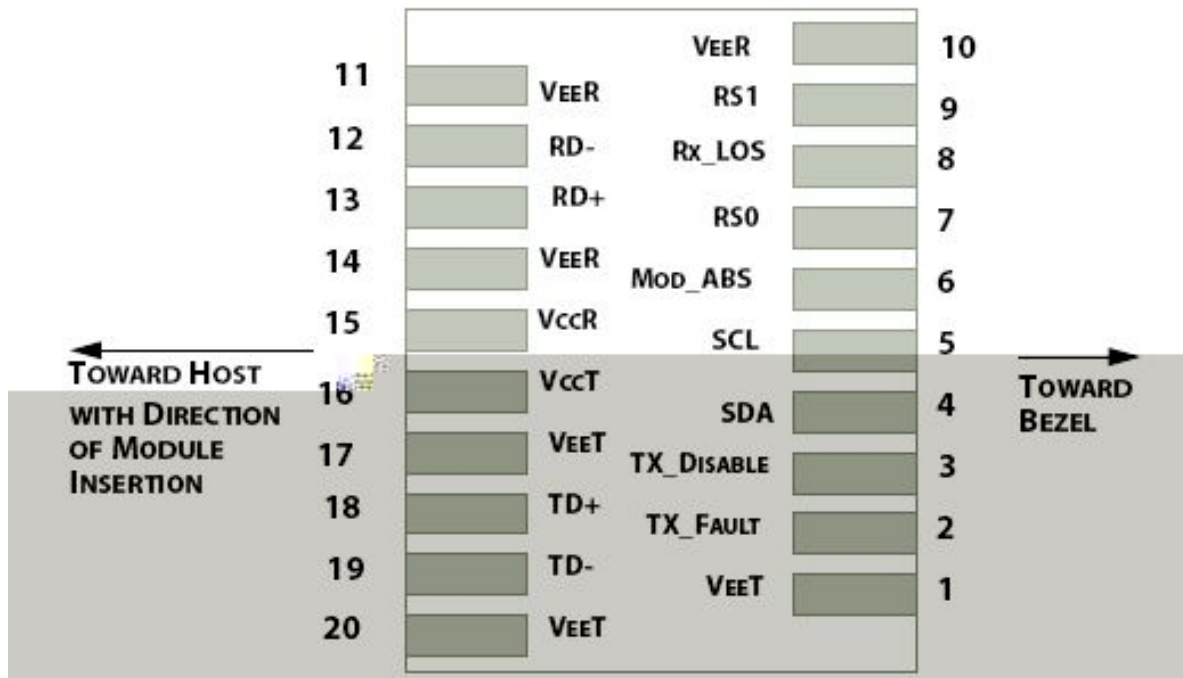 VEER 10
11 VEER
RS1 9
12 RD-
Rx_LOS 8
13 RD+
RS0 7
14 VEER
MOD_ABS 6
15 VCCR
SCL 5
TOWARD HOST
WITH DIRECTION
OF MODULE
INSERTION
TOWARD
BEZEL
16 VCCT
SDA 4
17 VEET
TX_DISABLE 3
18 TD+
TX_FAULT 2
19 TD-
VEET 1
20 VEET